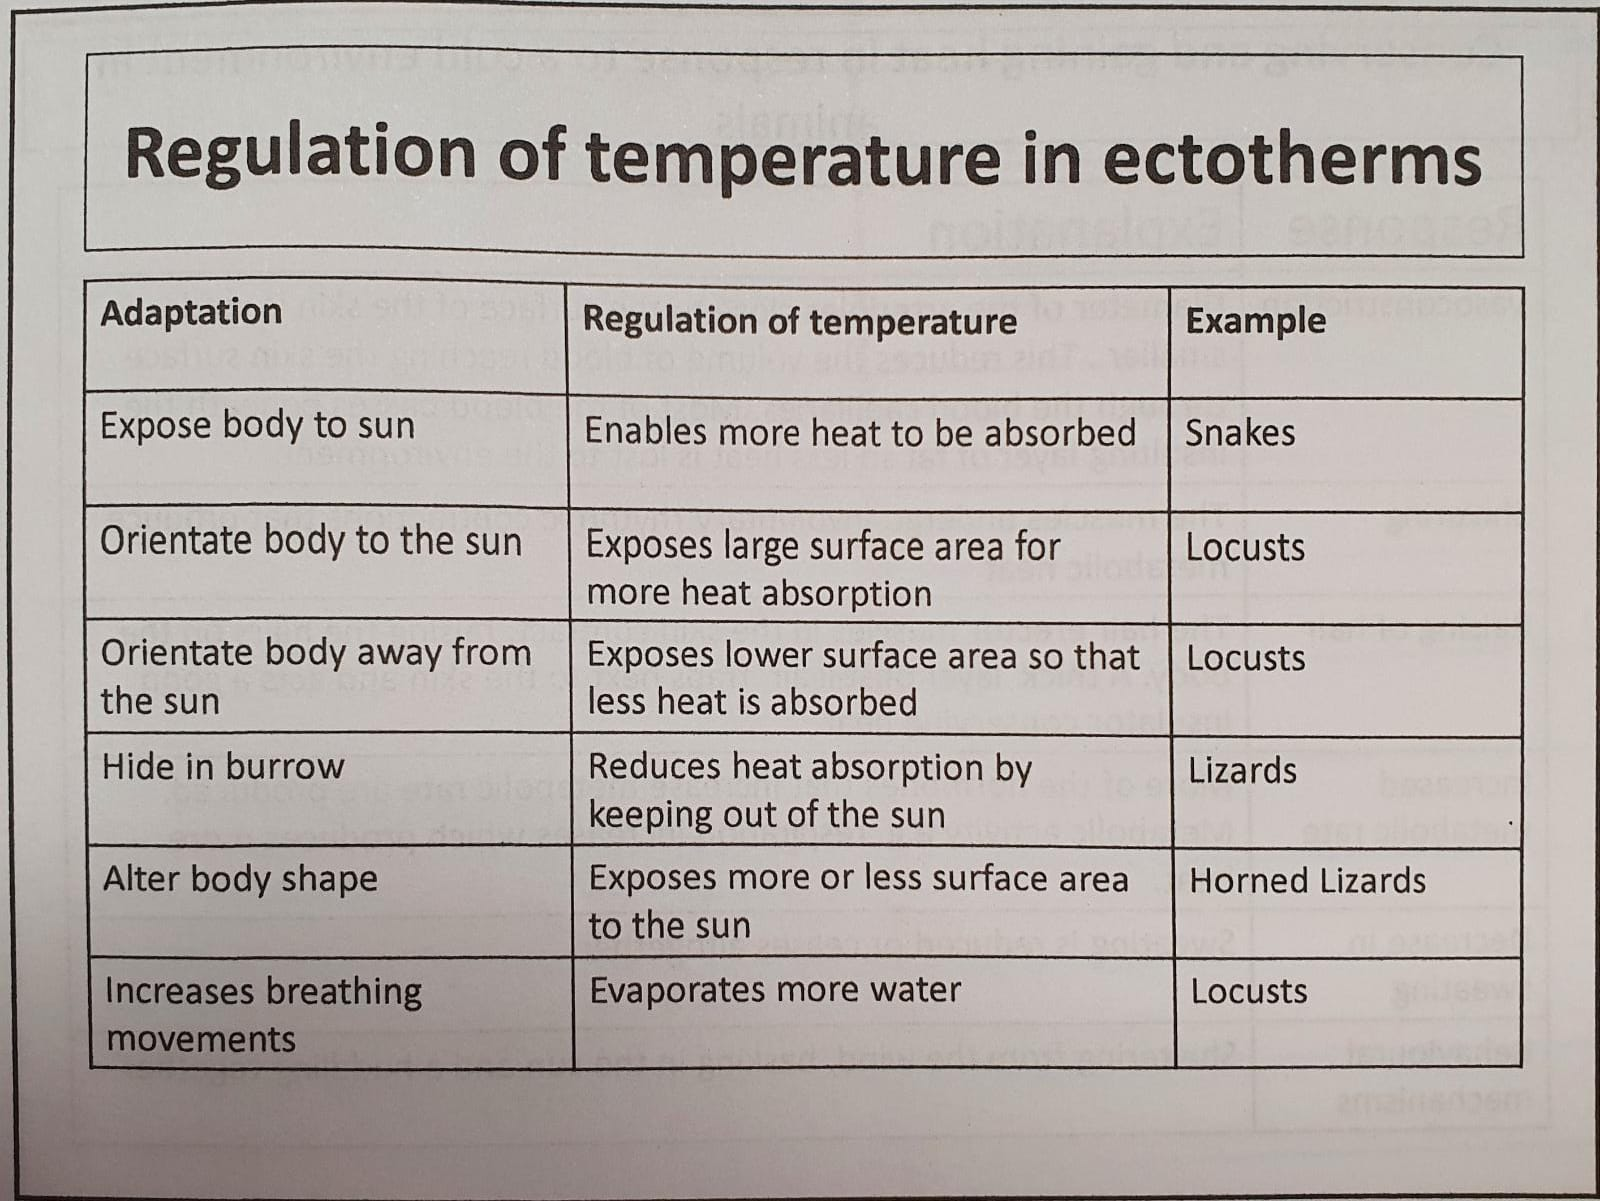 Regulation of temperature in ectotherms
Adaptation
Regulation of temperature
Example
Expose body to sun
Enables more heat to be absorbed
Snakes
Orientate body to the sun
Exposes large surface area for
more heat absorption
Locusts
Orientate body away from
the sun
Exposes lower surface area so that
less heat is absorbed
Locusts
Hide in burrow
Reduces heat absorption by
keeping out of the sun
Lizards
Alter body shape
Exposes more or less surface area
to the sun
Horned Lizards
Increases breathing
movements
Evaporates more water
Locusts